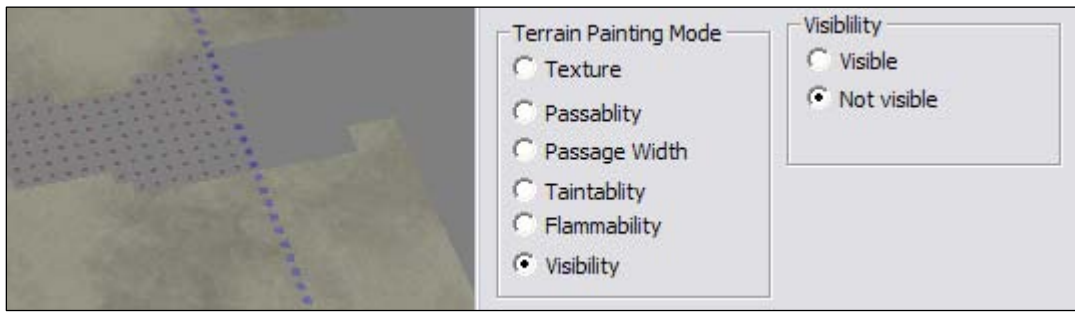 Terrain Painting Mode
Texture
Passablity
Passage Width
Taintablity
Flammability
Visibility
Visiblility
Visible
Not visible